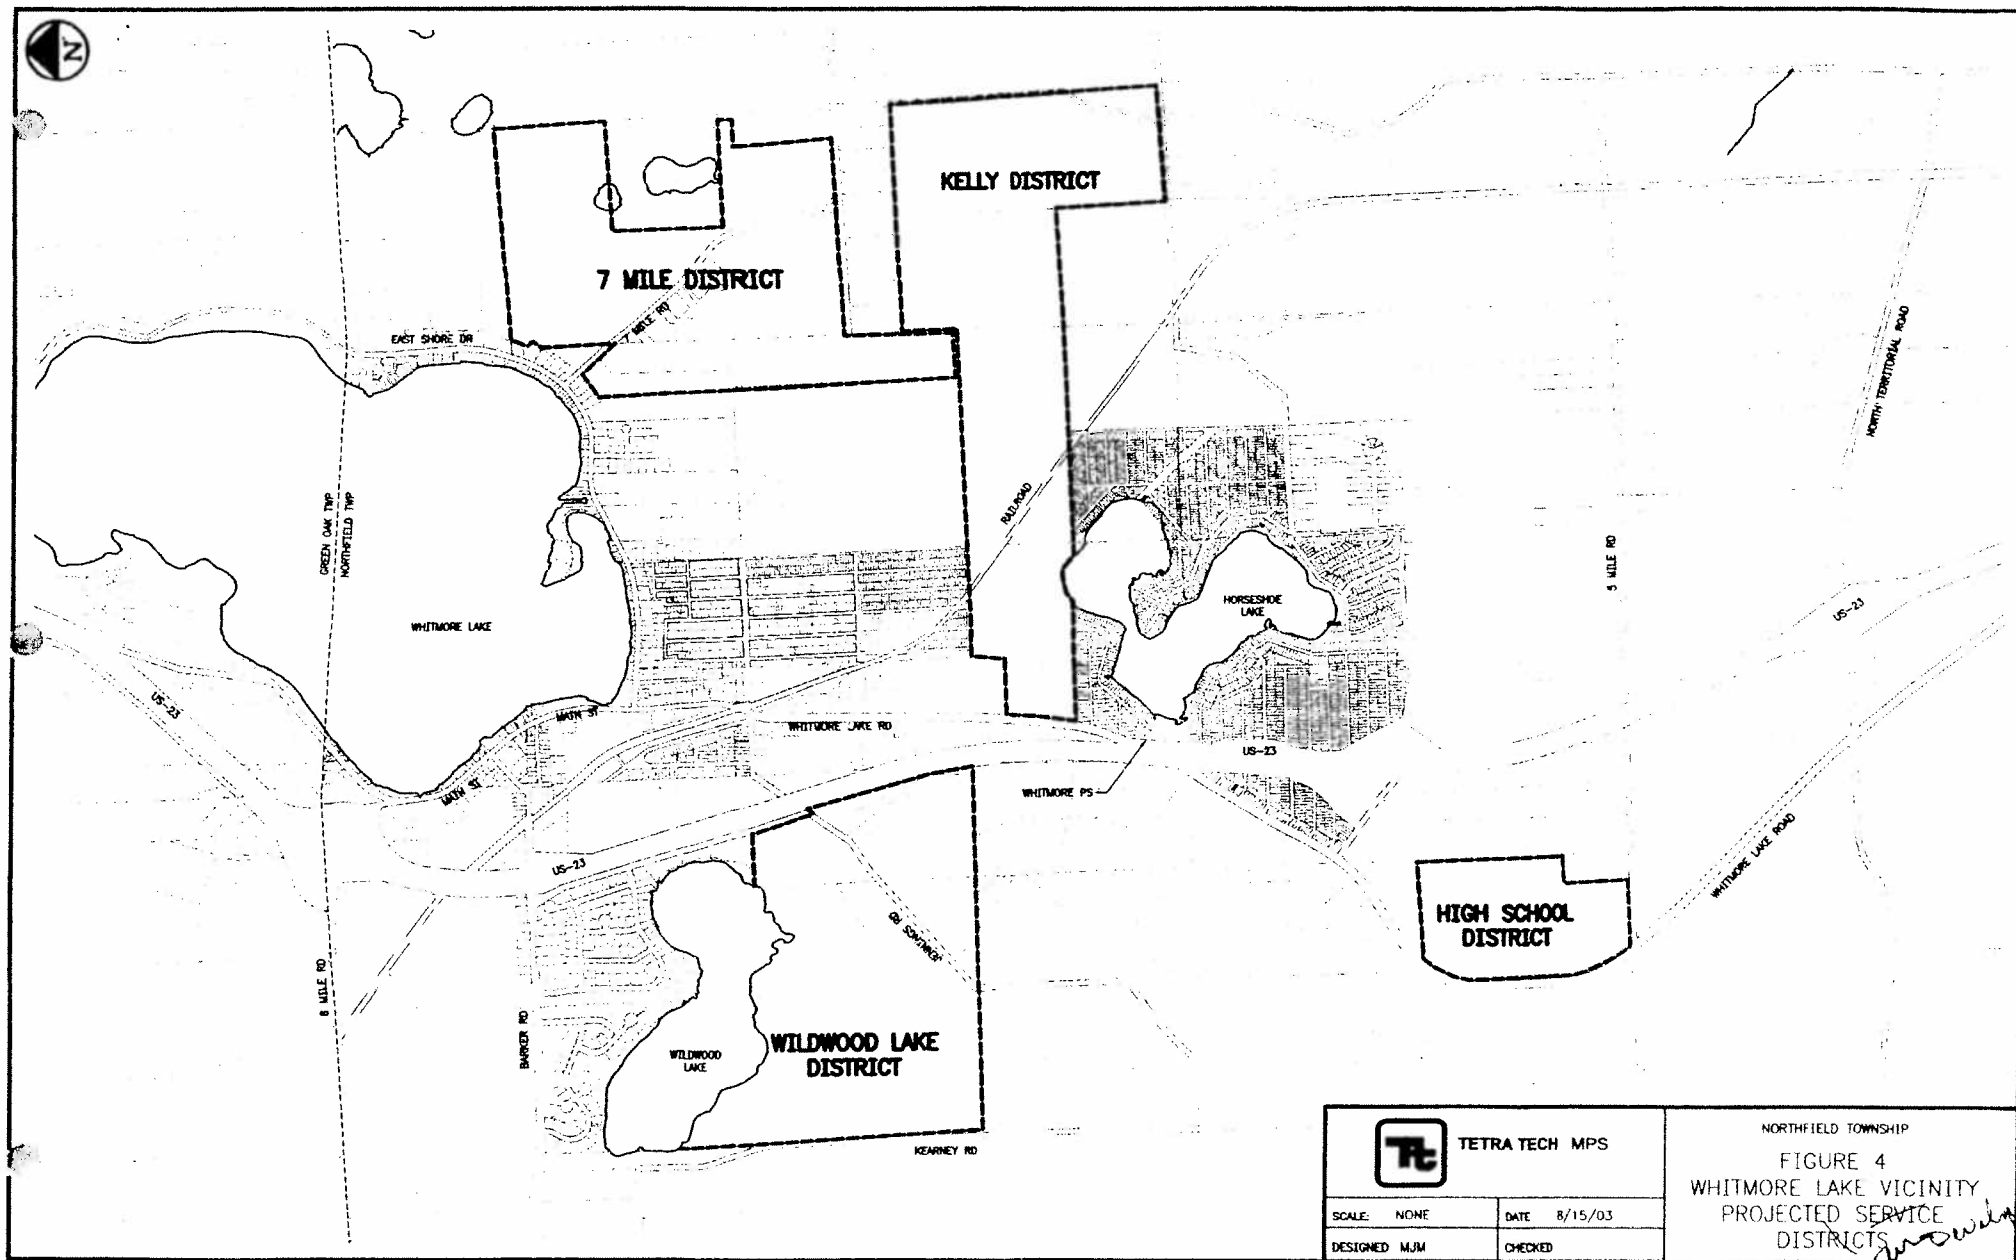 N
KELLY DISTRICT
7 MILE DISTRICT
7 MILE RD
EAST SHORE DR
NORTH TERRITORIAL ROAD
GREEN OAK TWP
NORTHFIELD TWP
RAILROAD
5 MILE RD
HORSESHOE
LAKE
US-23
WHITMORE LAKE
US-23
MAIN ST
WHITMORE LAKE RD
US-23
MAIN ST
WHITMORE PS
US-23
WHITMORE LAKE ROAD
JENNINGS RD
HIGH SCHOOL
DISTRICT
8 MILE RD
BARKER RD
WILDWOOD
LAKE
WILDWOOD LAKE
DISTRICT
KEARNEY RD
TETRA TECH MPS
SCALE: NONE
DATE 8/15/03
DESIGNED MJM
CHECKED
NORTHFIELD TOWNSHIP
FIGURE 4
WHITMORE LAKE VICINITY
PROJECTED SERVICE
DISTRICTS